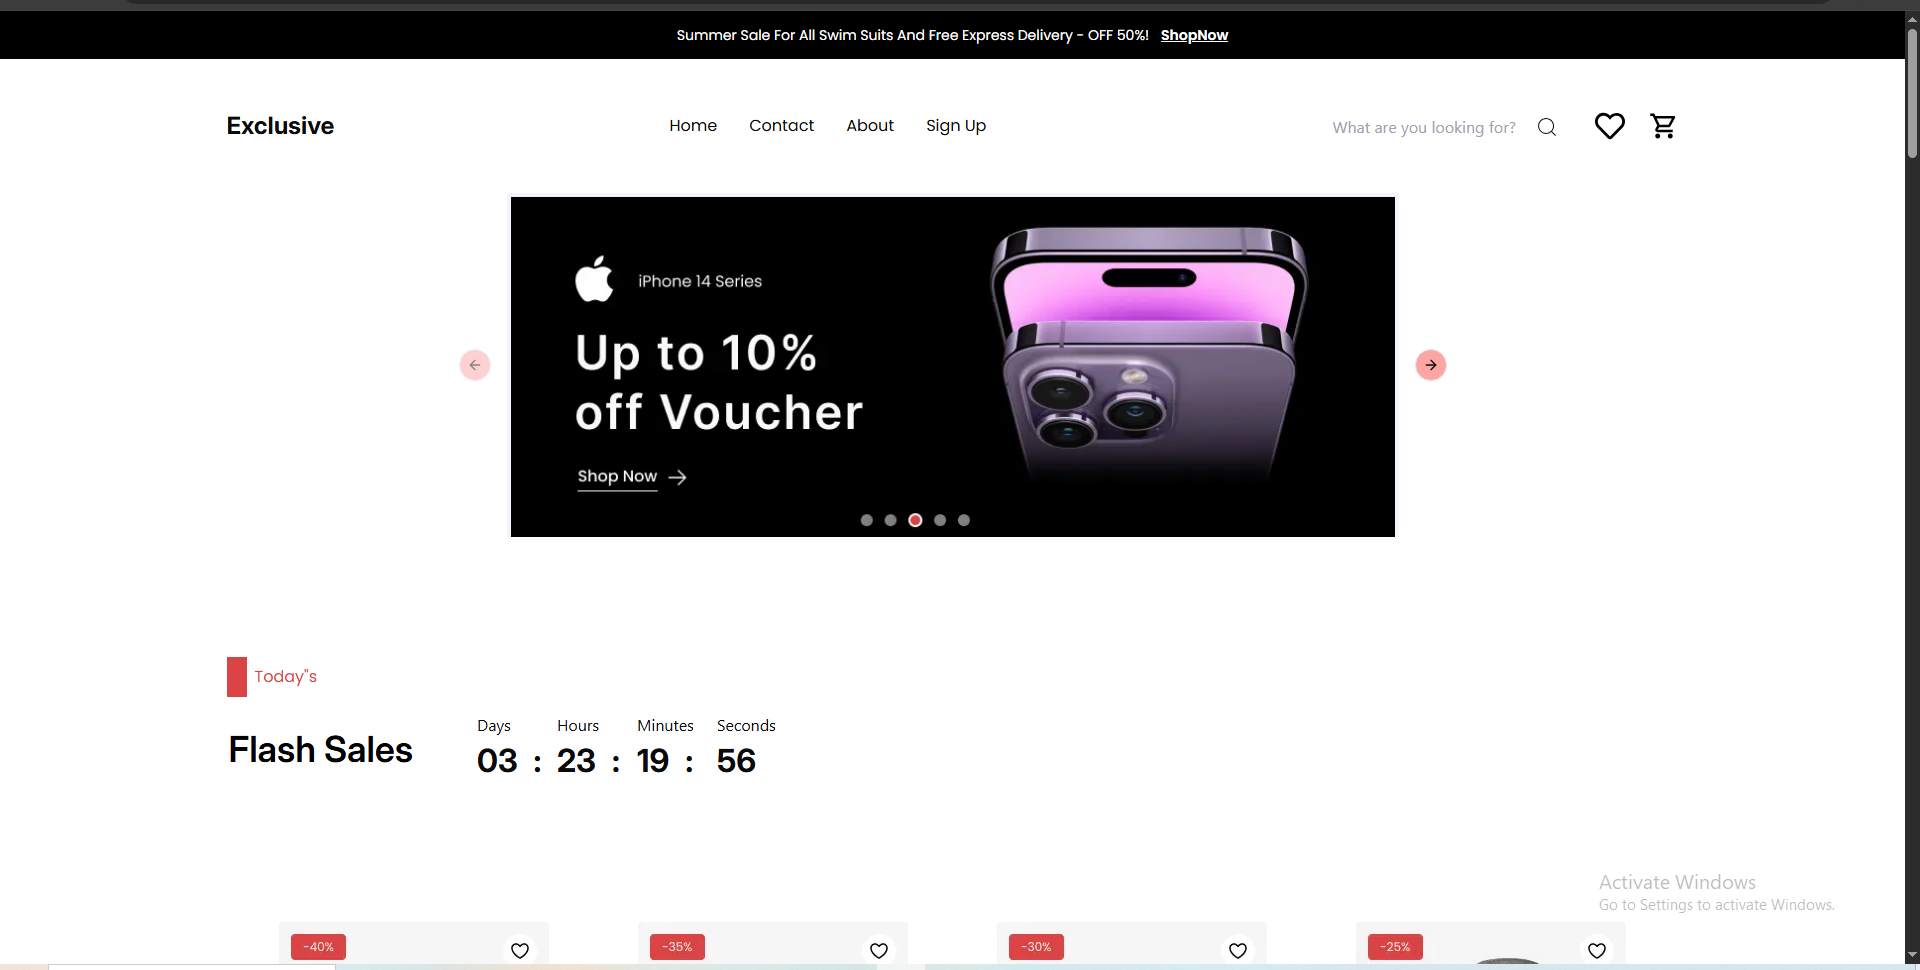 Summer Sale For All Swim Suits And Free Express Delivery - OFF 50%! ShopNow
Exclusive
Home Contact About Sign Up
What are you looking for?
iPhone 14 Series
Up to 10%
off Voucher
Shop Now
Today"s
Flash Sales
Days Hours Minutes Seconds
03 : 23 : 19 : 56
Activate Windows
Go to Settings to activate Windows.
-40% -35% -30% -25%